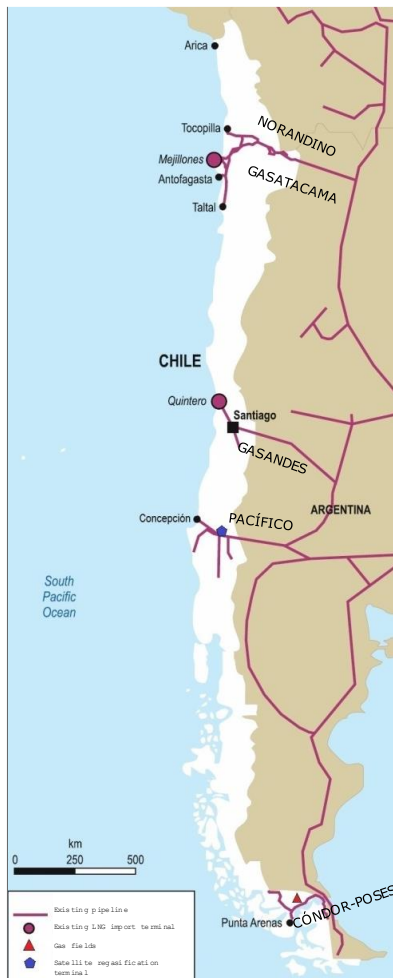 Arica
Tocopilla
NORANDINO
Mejillones
GASATACAMA
Antofagasta
Taltal
CHILE
Quintero
Santiago
GASANDES
Concepción
PACÍFICO
ARGENTINA
South
Pacific
Ocean
km
0 250 500
CÓNDOR-POSES
Punta Arenas
Existing pipeline
Existing LNG import terminal
Gas fields
Satellite regasification
terminal